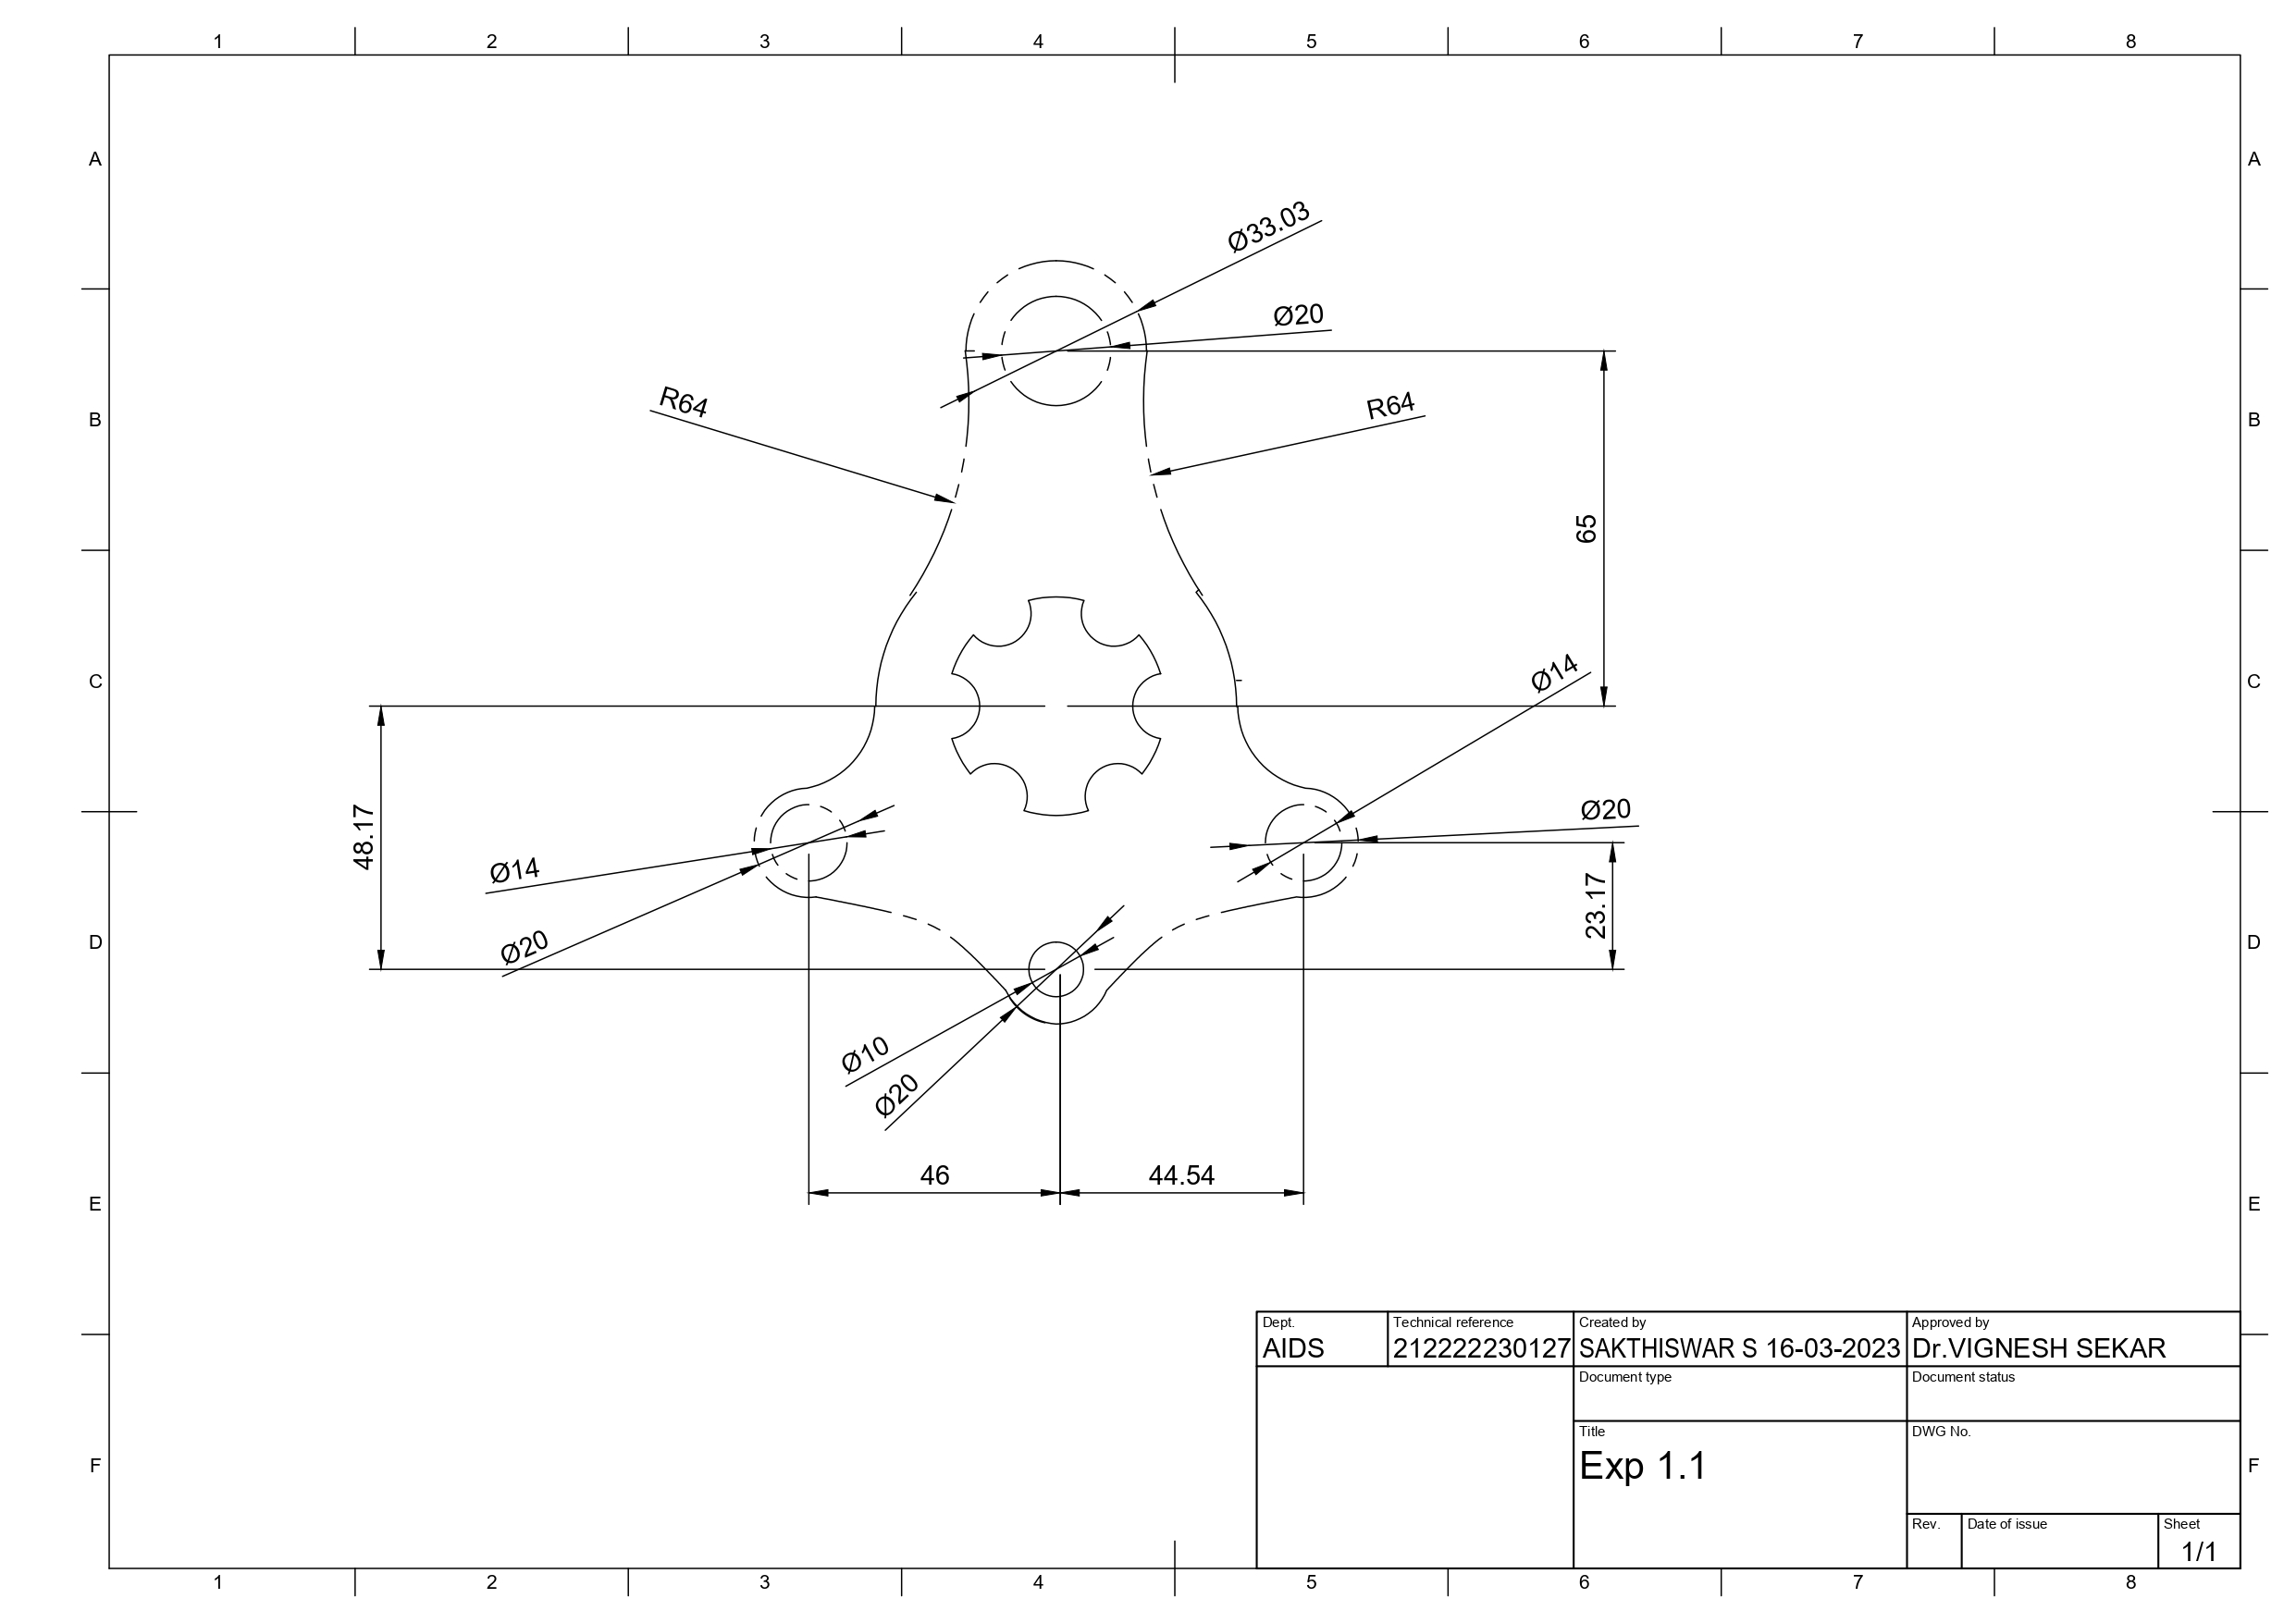 1 2 3 4 5 6 7 8
A A
Ø33.03
Ø20
R64 R64
B B
65
Ø14
C C
48.17
Ø20
Ø14
23.17
Ø20
D D
Ø10
Ø20
46 44.54
E E
Dept. Technical reference Created by Approved by
AIDS 212222230127 SAKTHISWAR S 16-03-2023 Dr.VIGNESH SEKAR
Document type Document status
Title DWG No.
Exp 1.1
F F
Rev. Date of issue Sheet
1/1
1 2 3 4 5 6 7 8